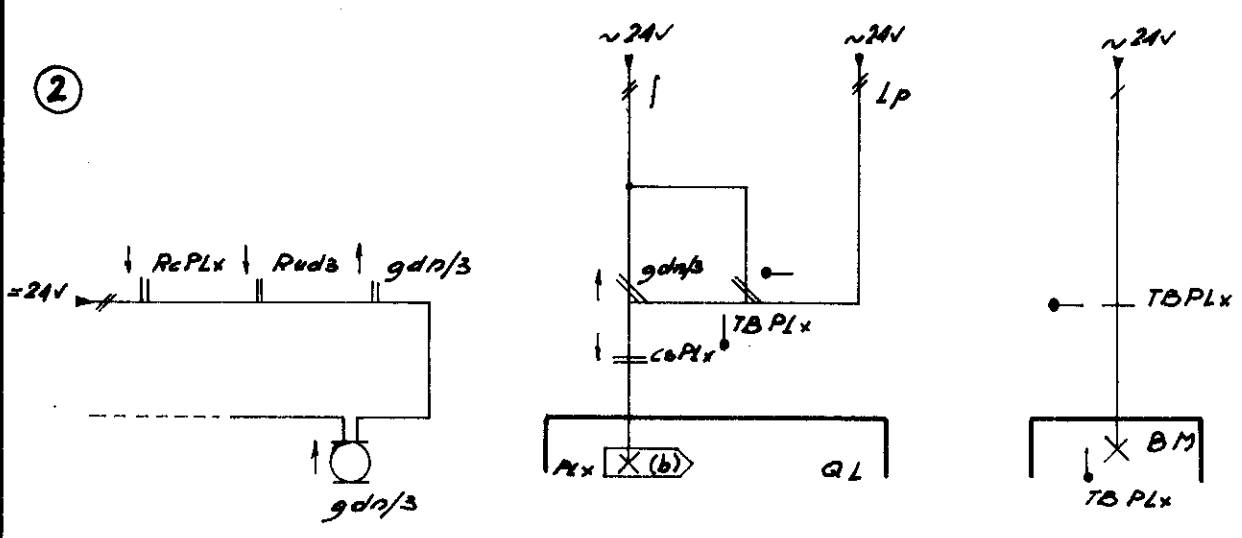 2
~24V
~24V
~24V
Lp
RcPLx
Rud3
gdn/3
=24V
gdn/3
TBPLx
csPLx
TBPLx
gdn/3
PLx
(b)
QL
BM
TBPLx